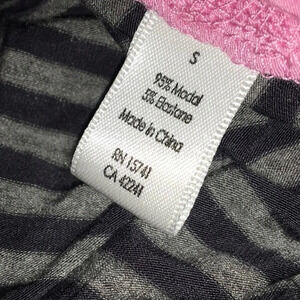 S
95% Modal
5% Elastane
Made in China
RN 15741
CA 42241